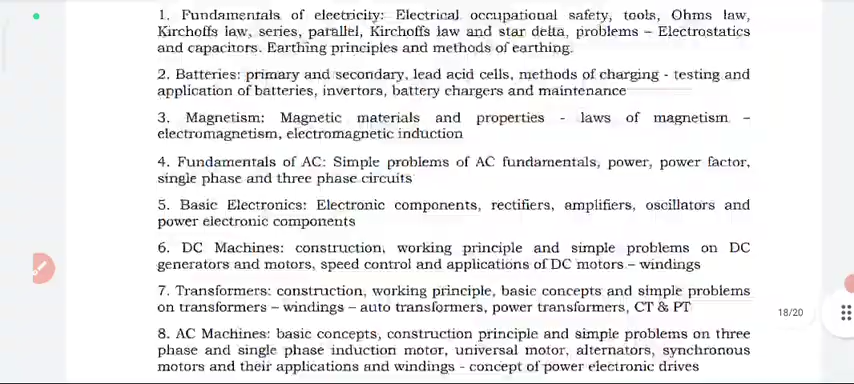 1. Fundamentals of electricity: Electrical occupational safety, tools, Ohms law,
Kirchoffs law, series, parallel, Kirchoffs law and star delta, problems – Electrostatics
and capacitors. Earthing principles and methods of earthing.
2. Batteries: primary and secondary, lead acid cells, methods of charging - testing and
application of batteries, invertors, battery chargers and maintenance
3. Magnetism: Magnetic materials and properties - laws of magnetism –
electromagnetism, electromagnetic induction
4. Fundamentals of AC: Simple problems of AC fundamentals, power, power factor,
single phase and three phase circuits
5. Basic Electronics: Electronic components, rectifiers, amplifiers, oscillators and
power electronic components
6. DC Machines: construction, working principle and simple problems on DC
generators and motors, speed control and applications of DC motors – windings
7. Transformers: construction, working principle, basic concepts and simple problems
on transformers – windings – auto transformers, power transformers, CT & PT
18/20
8. AC Machines: basic concepts, construction principle and simple problems on three
phase and single phase induction motor, universal motor, alternators, synchronous
motors and their applications and windings - concept of power electronic drives